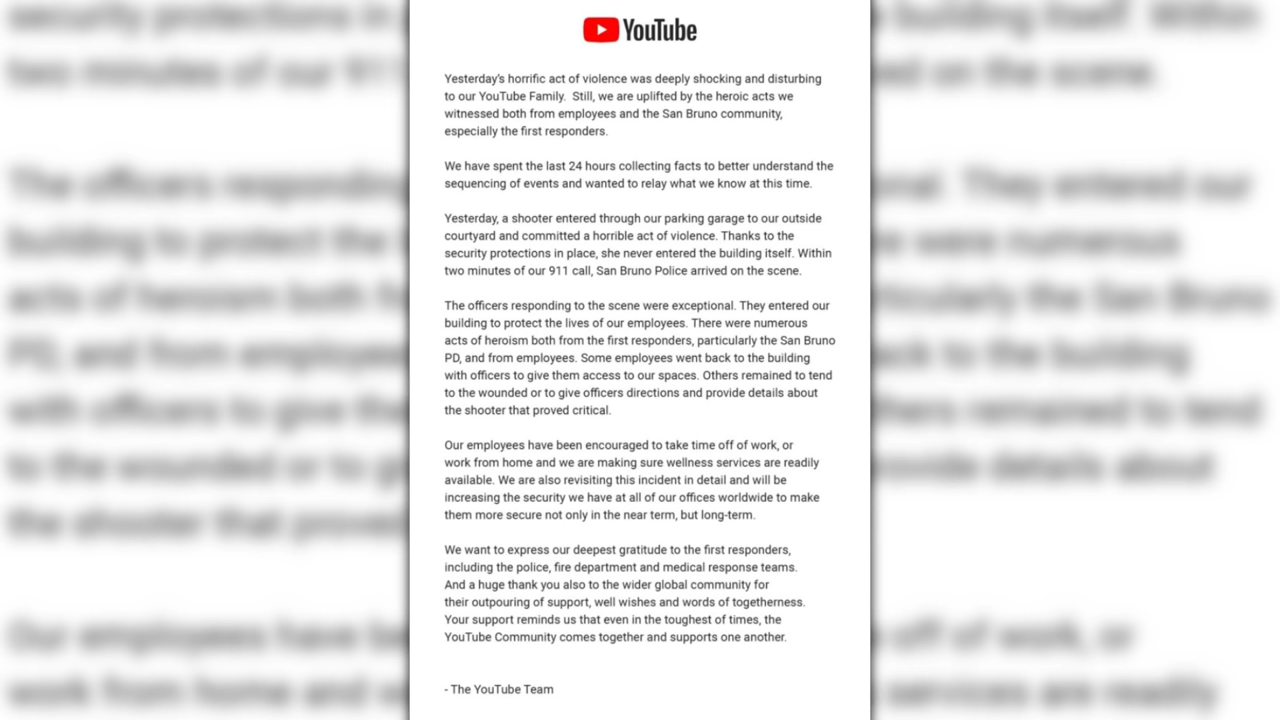 YouTube
Yesterday's horrific act of violence was deeply shocking and disturbing
to our YouTube Family.  Still, we are uplifted by the heroic acts we
witnessed both from employees and the San Bruno community,
especially the first responders.
We have spent the last 24 hours collecting facts to better understand the
sequencing of events and wanted to relay what we know at this time.
Yesterday, a shooter entered through our parking garage to our outside
courtyard and committed a horrible act of violence. Thanks to the
security protections in place, she never entered the building itself. Within
two minutes of our 911 call, San Bruno Police arrived on the scene.
The officers responding to the scene were exceptional. They entered our
building to protect the lives of our employees. There were numerous
acts of heroism both from the first responders, particularly the San Bruno
PD, and from employees. Some employees went back to the building
with officers to give them access to our spaces. Others remained to tend
to the wounded or to give officers directions and provide details about
the shooter that proved critical.
Our employees have been encouraged to take time off of work, or
work from home and we are making sure wellness services are readily
available. We are also revisiting this incident in detail and will be
increasing the security we have at all of our offices worldwide to make
them more secure not only in the near term, but long-term.
We want to express our deepest gratitude to the first responders,
including the police, fire department and medical response teams.
And a huge thank you also to the wider global community for
their outpouring of support, well wishes and words of togetherness.
Your support reminds us that even in the toughest of times, the
YouTube Community comes together and supports one another.
- The YouTube Team